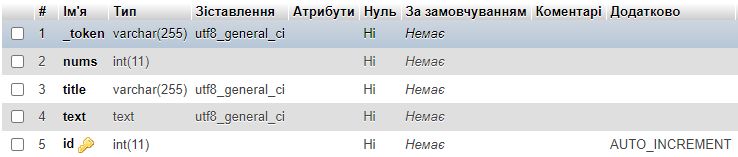 # Ім'я Тип Зіставлення Атрибути Нуль За замовчуванням Коментарі Додатково
1 _token varchar(255) utf8_general_ci Ні Немає
2 nums int(11) Ні Немає
3 title varchar(255) utf8_general_ci Ні Немає
4 text text utf8_general_ci Ні Немає
5 id int(11) Ні Немає AUTO_INCREMENT